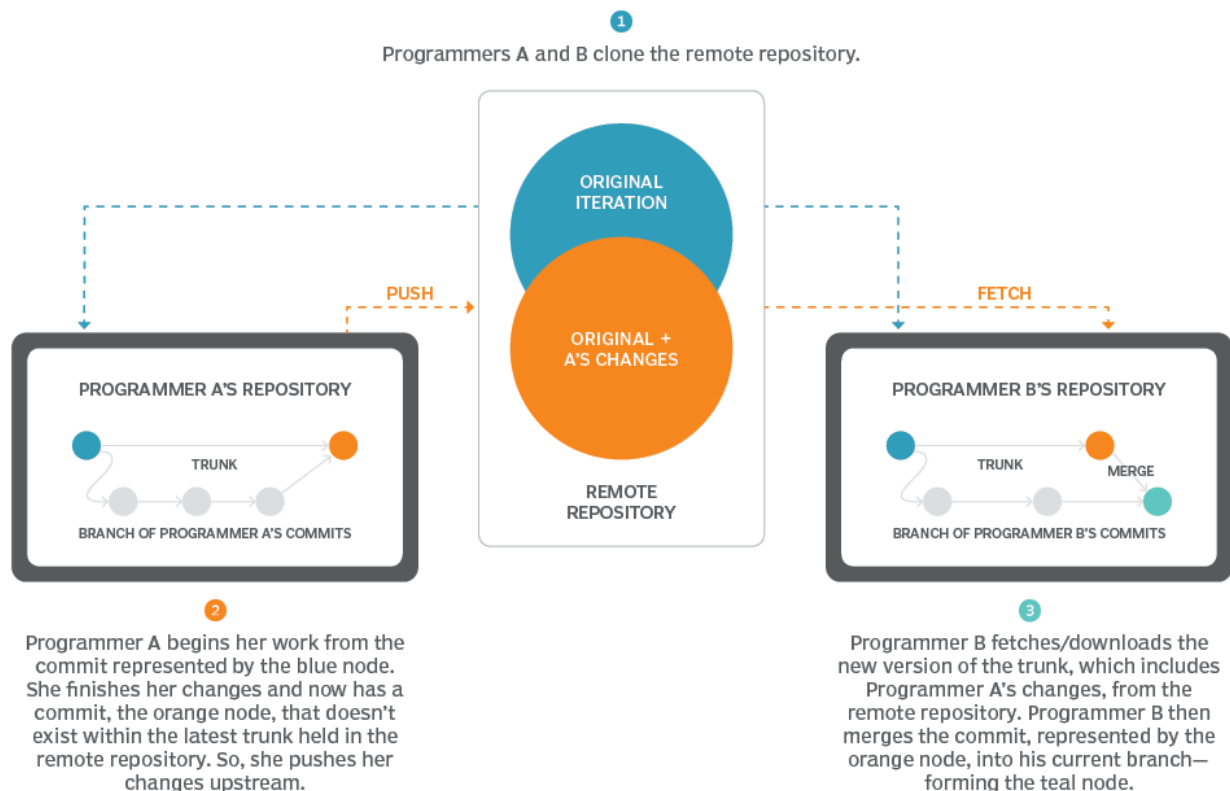 1
Programmers A and B clone the remote repository.
ORIGINAL
ITERATION
PUSH
FETCH
ORIGINAL +
A'S CHANGES
REMOTE
REPOSITORY
PROGRAMMER A'S REPOSITORY
TRUNK
BRANCH OF PROGRAMMER A'S COMMITS
PROGRAMMER B'S REPOSITORY
TRUNK
MERGE
BRANCH OF PROGRAMMER B'S COMMITS
2
Programmer A begins her work from the
commit represented by the blue node.
She finishes her changes and now has a
commit, the orange node, that doesn't
exist within the latest trunk held in the
remote repository. So, she pushes her
changes upstream.
3
Programmer B fetches/downloads the
new version of the trunk, which includes
Programmer A's changes, from the
remote repository. Programmer B then
merges the commit, represented by the
orange node, into his current branch—
forming the teal node.